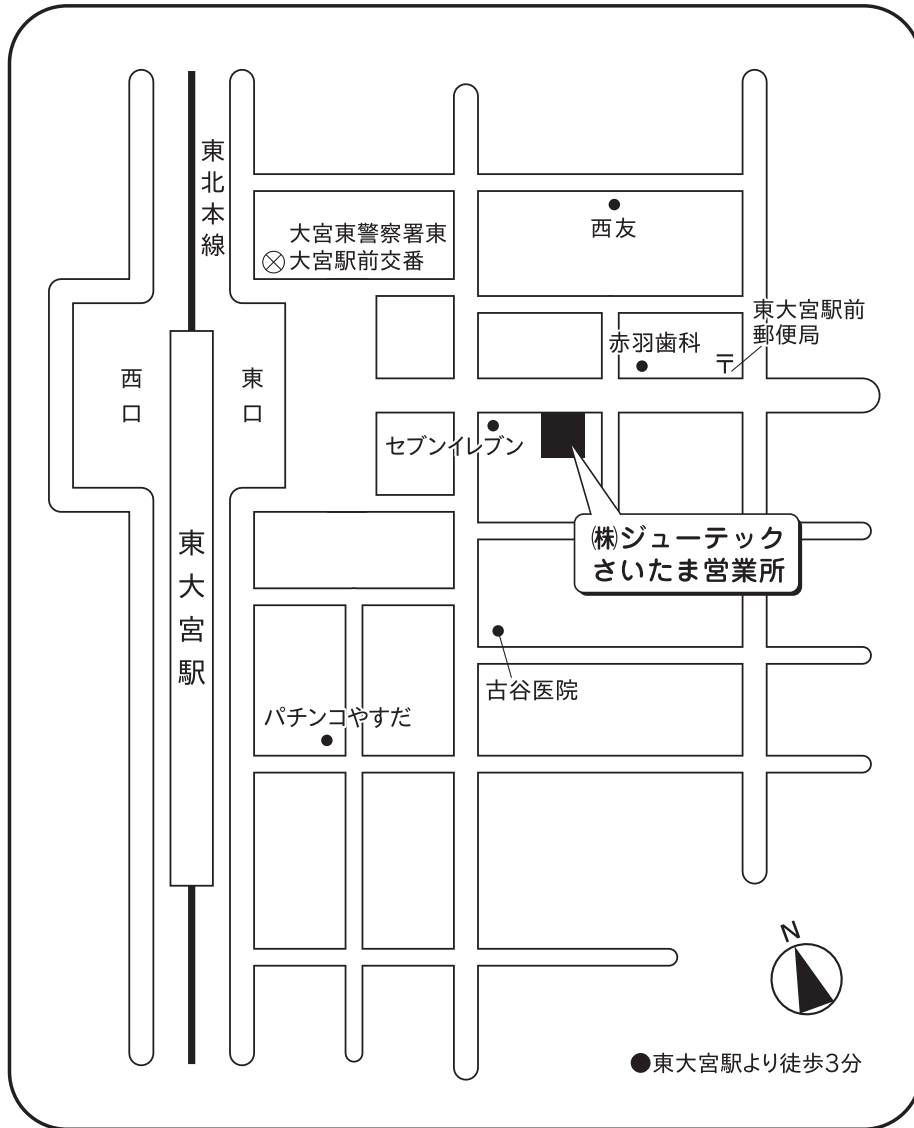 東北本線
大宮東警察署東
大宮駅前交番
西友
東大宮駅前
郵便局
赤羽歯科
〒
西口
東口
セブンイレブン
㈱ジューテック
さいたま営業所
東大宮駅
古谷医院
パチンコやすだ
N
●東大宮駅より徒歩3分